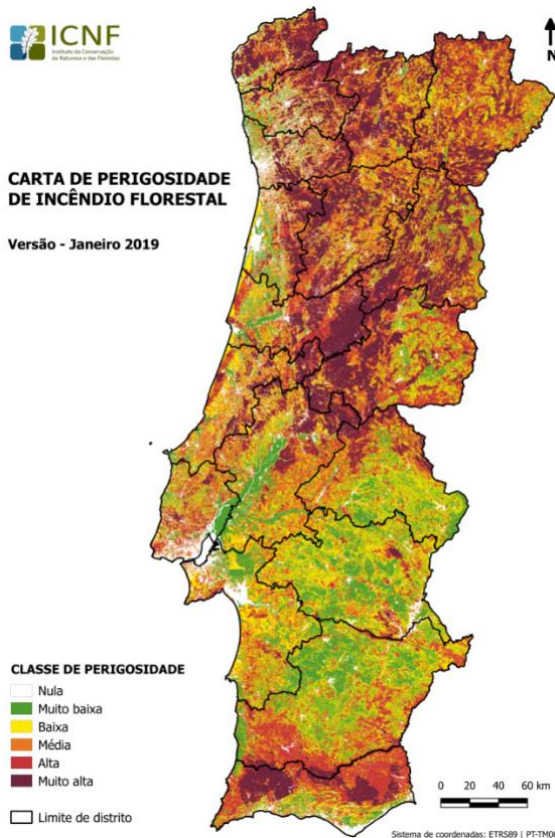 ICNF
Instituto da Conservação
da Natureza e das Florestas
N
CARTA DE PERIGOSIDADE
DE INCÊNDIO FLORESTAL
Versão - Janeiro 2019
CLASSE DE PERIGOSIDADE
Nula
Muito baixa
Baixa
Média
Alta
Muito alta
Limite de distrito
0 20 40 60 km
Sistema de coordenadas: ETRS89 | PT-TM06